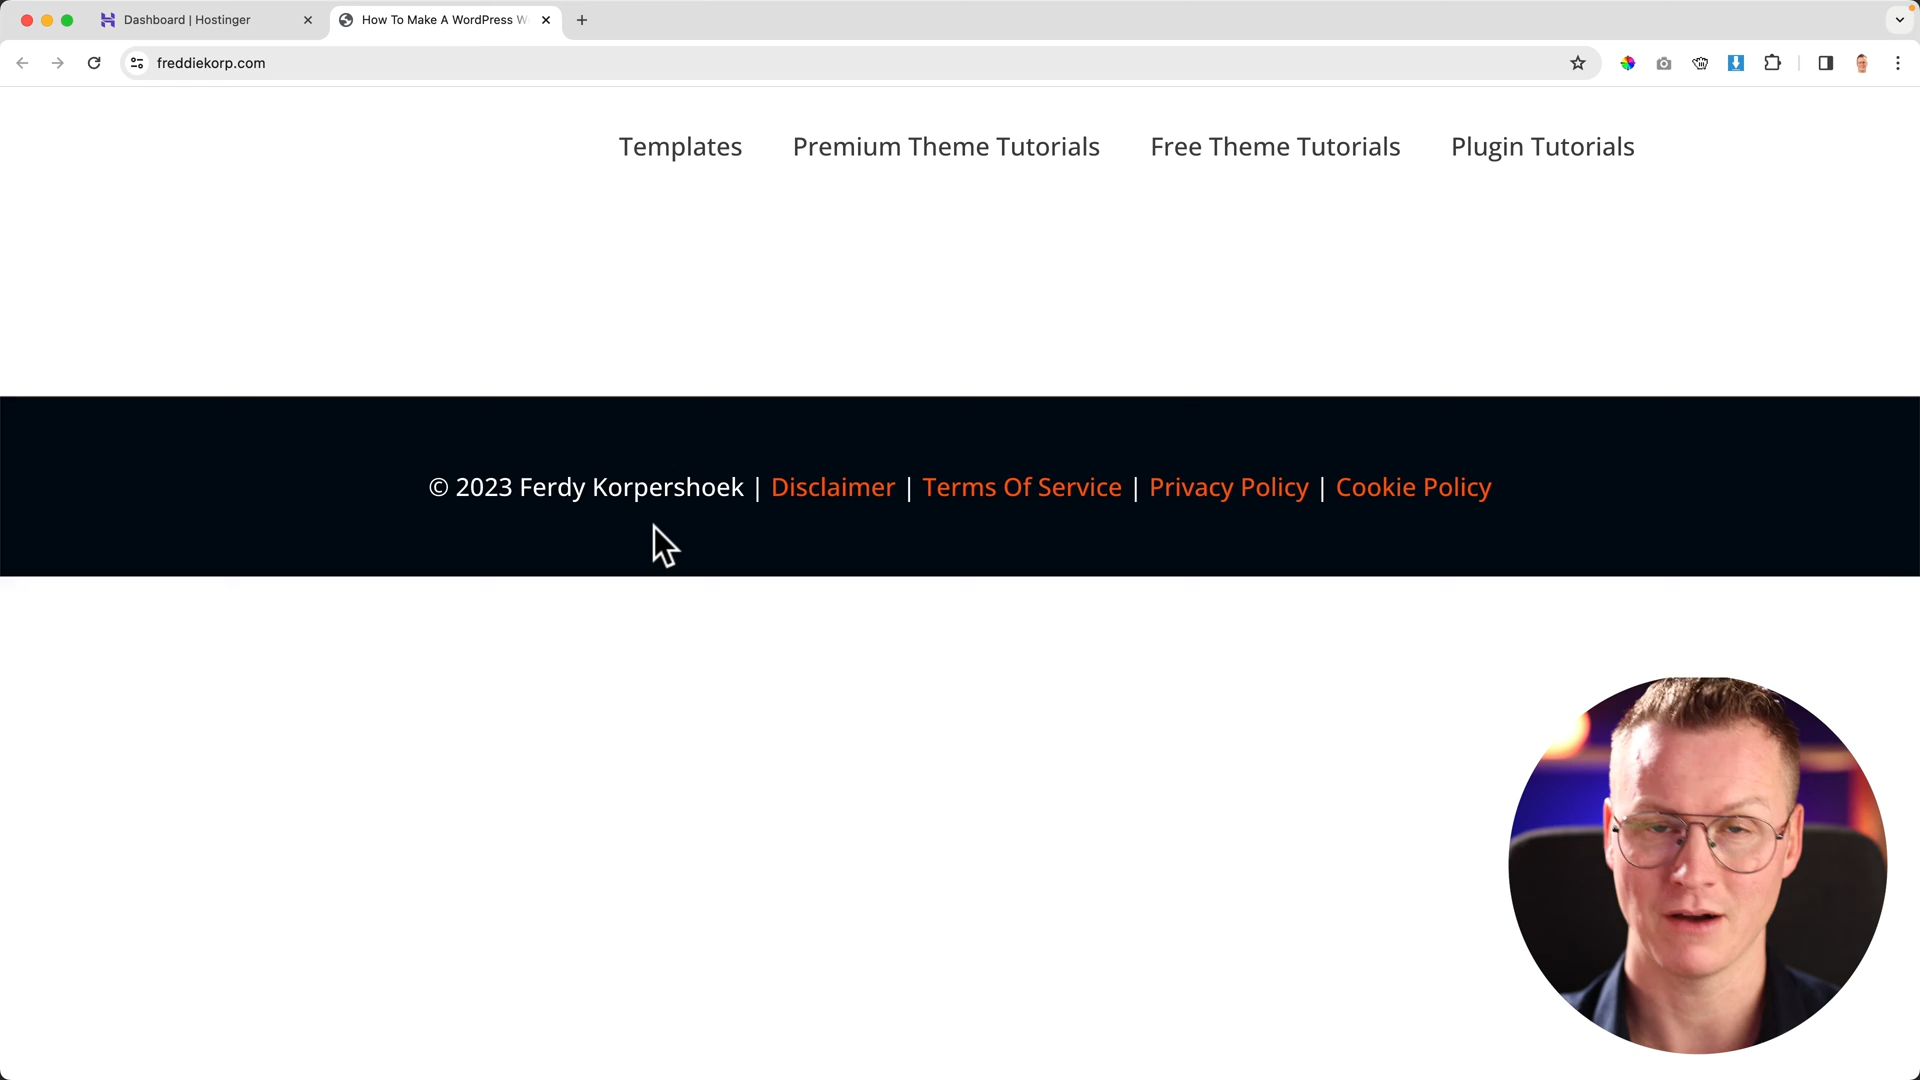 Dashboard | Hostinger
How To Make A WordPress W
freddiekorp.com
Templates Premium Theme Tutorials Free Theme Tutorials Plugin Tutorials
© 2023 Ferdy Korpershoek | Disclaimer | Terms Of Service | Privacy Policy | Cookie Policy